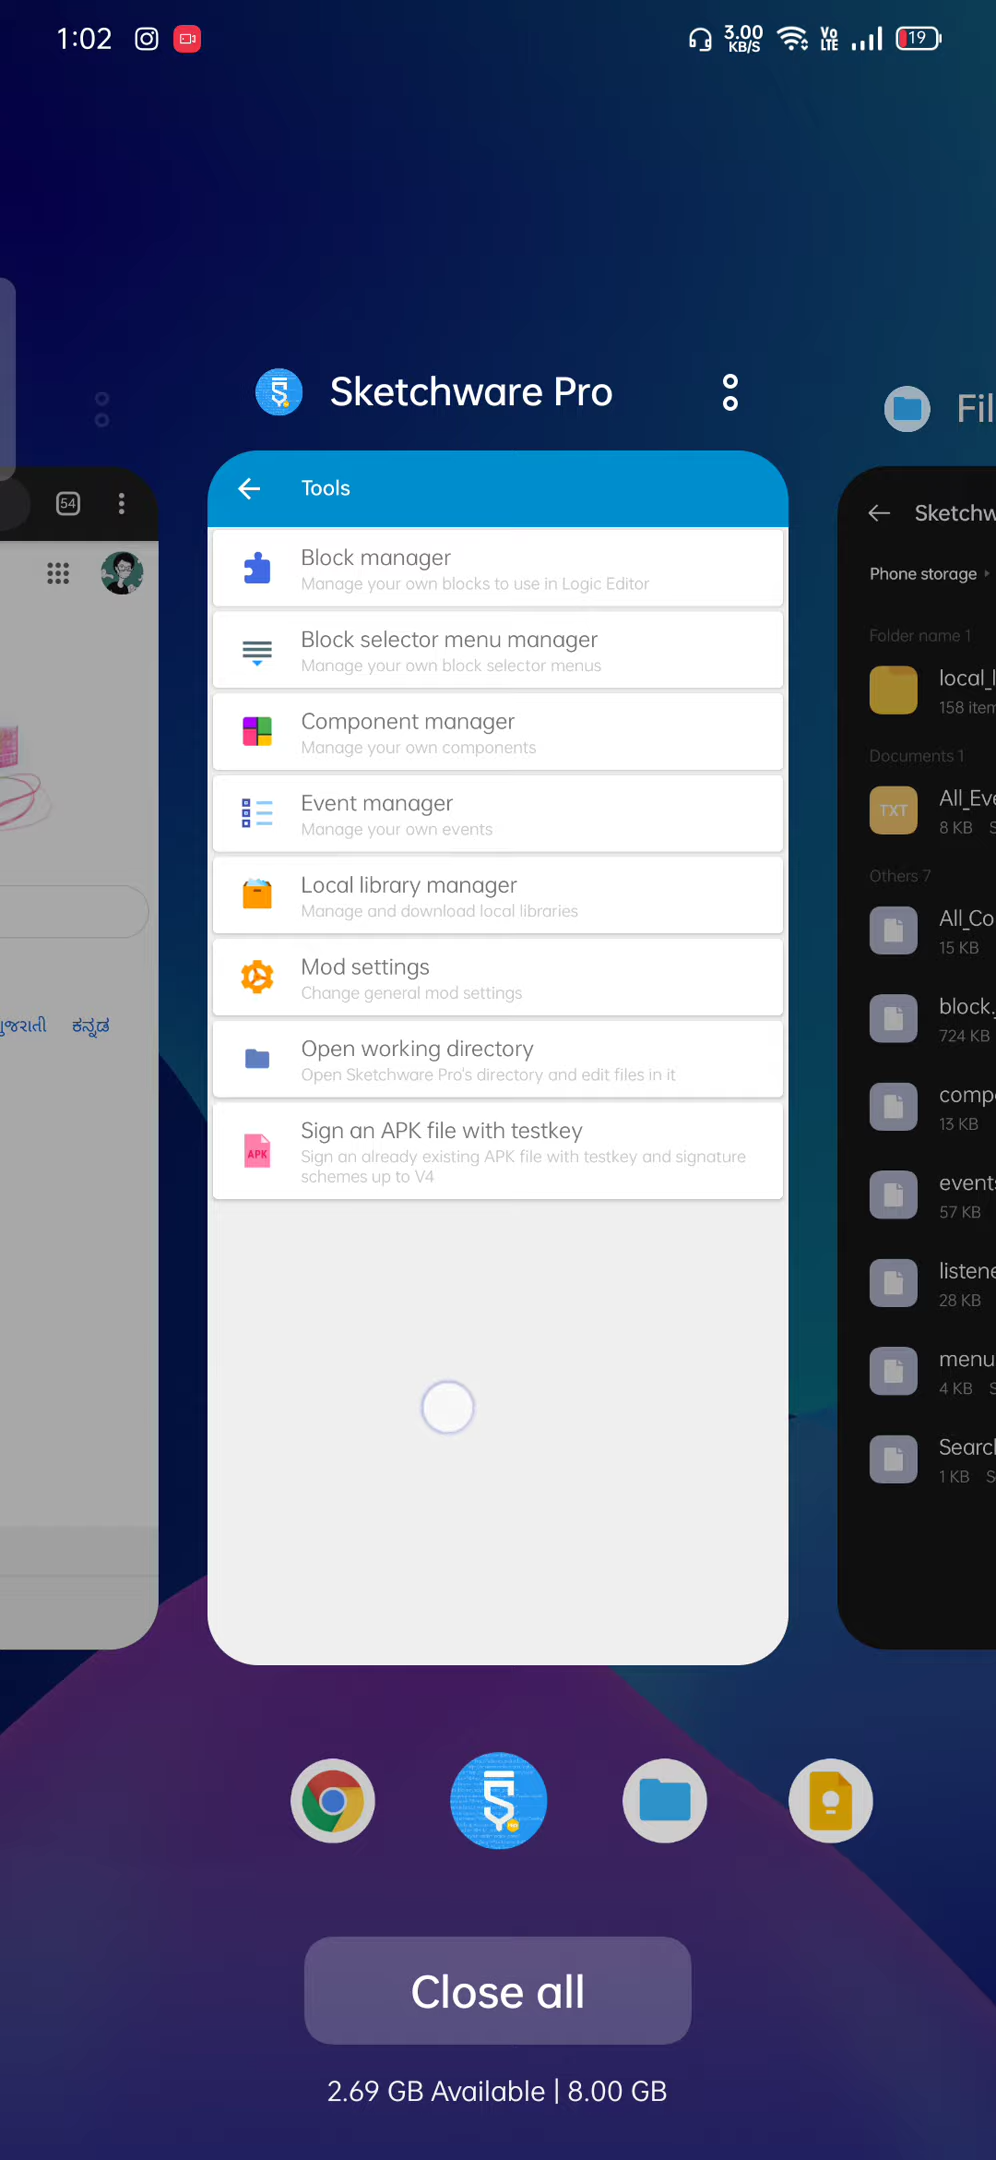 1:02
3.00 KB/S
Vo LTE
19
Sketchware Pro
Tools
Block manager
Manage your own blocks to use in Logic Editor
Block selector menu manager
Manage your own block selector menus
Component manager
Manage your own components
Event manager
Manage your own events
Local library manager
Manage and download local libraries
Mod settings
Change general mod settings
Open working directory
Open Sketchware Pro's directory and edit files in it
APK
Sign an APK file with testkey
Sign an already existing APK file with testkey and signature
schemes up to V4
54
ಕನ್ನಡ
Fil
Sketchw
Phone storage
Folder name 1
local_l
158 item
Documents 1
TXT
All_Eve
8 KB S
Others 7
All_Co
15 KB
block.
724 KB
compo
13 KB
events
57 KB
listene
28 KB
menu
4 KB S
Search
1 KB S
Close all
2.69 GB Available | 8.00 GB